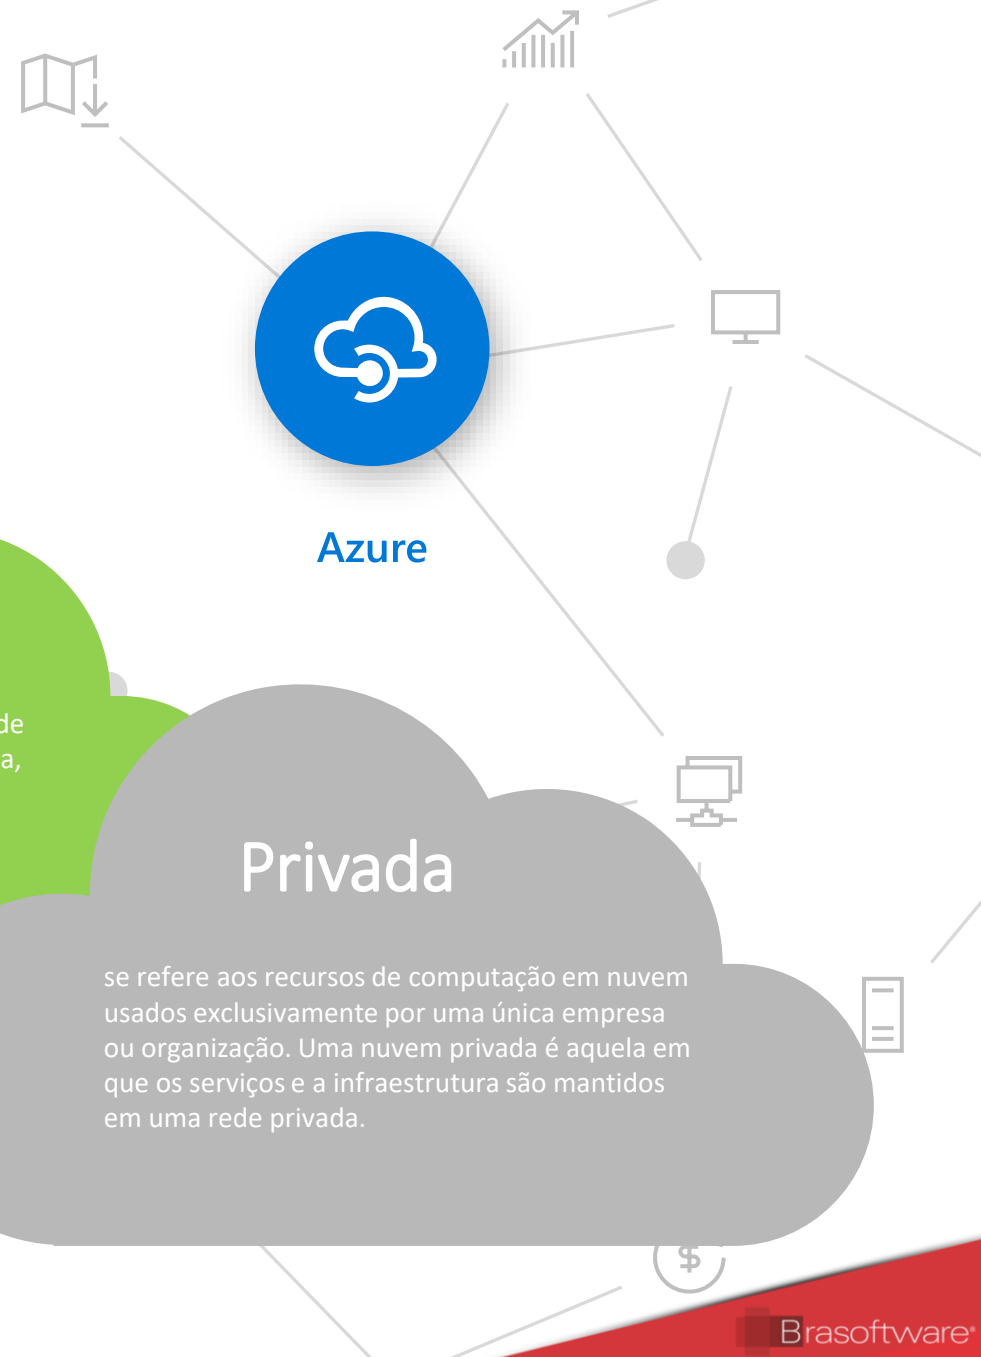 Azure
de
a,
Privada
se refere aos recursos de computação em nuvem
usados exclusivamente por uma única empresa
ou organização. Uma nuvem privada é aquela em
que os serviços e a infraestrutura são mantidos
em uma rede privada.
$
Brasoftware®